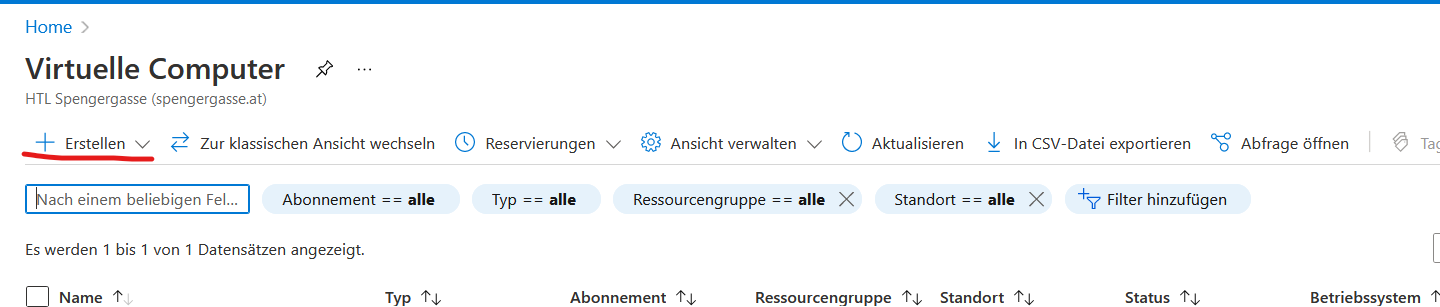 Home
Virtuelle Computer
HTL Spengergasse (spengergasse.at)
Erstellen Zur klassischen Ansicht wechseln Reservierungen Ansicht verwalten Aktualisieren In CSV-Datei exportieren Abfrage öffnen Tag
Nach einem beliebigen Fel... Abonnement == alle Typ == alle Ressourcengruppe == alle Standort == alle Filter hinzufügen
Es werden 1 bis 1 von 1 Datensätzen angezeigt.
Name Typ Abonnement Ressourcengruppe Standort Status Betriebssystem